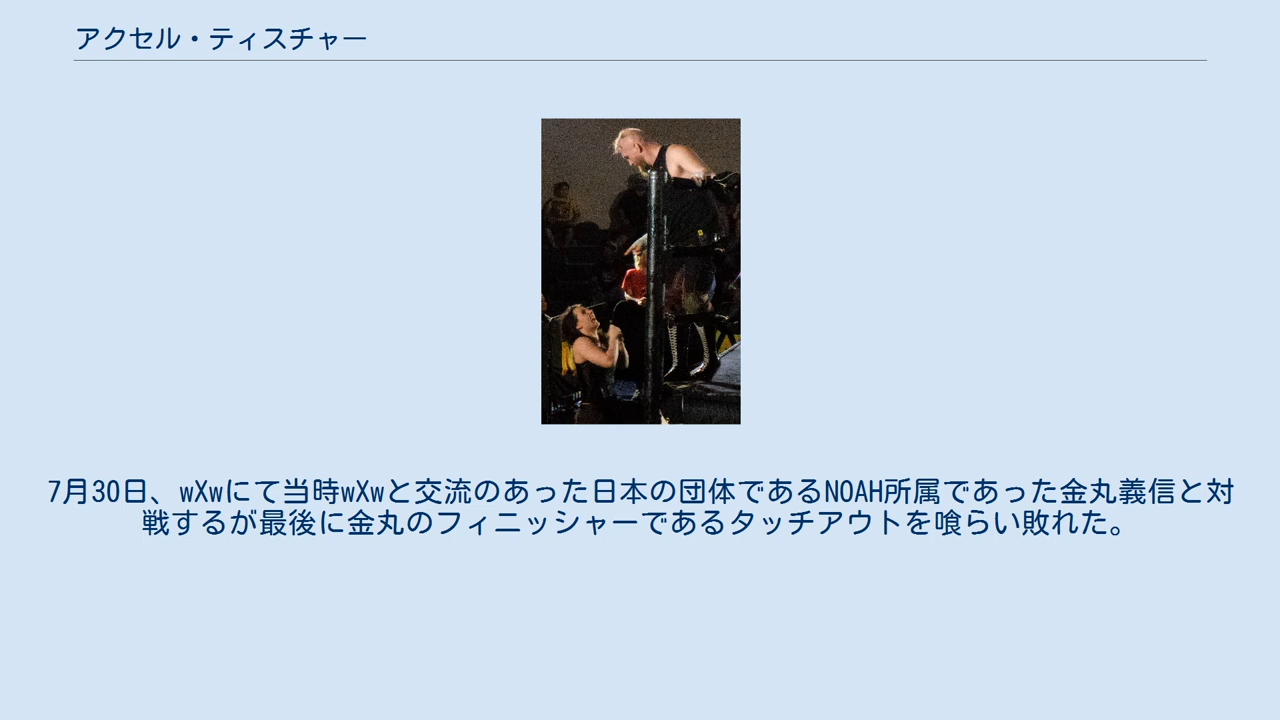 アクセル・ティスチャー
7月30日、wXwにて当時wXwと交流のあった日本の団体であるNOAH所属であった金丸義信と対
戦するが最後に金丸のフィニッシャーであるタッチアウトを喰らい敗れた。